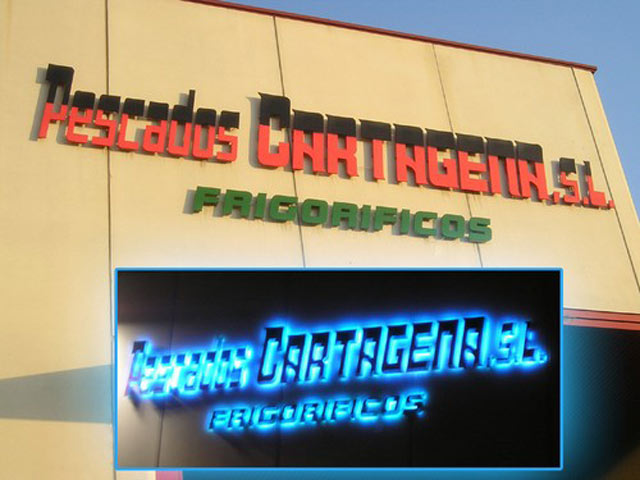 Pescados CARTAGENA, S.L.
FRIGORIFICOS
Pescados CARTAGENA, S.L.
FRIGORIFICOS